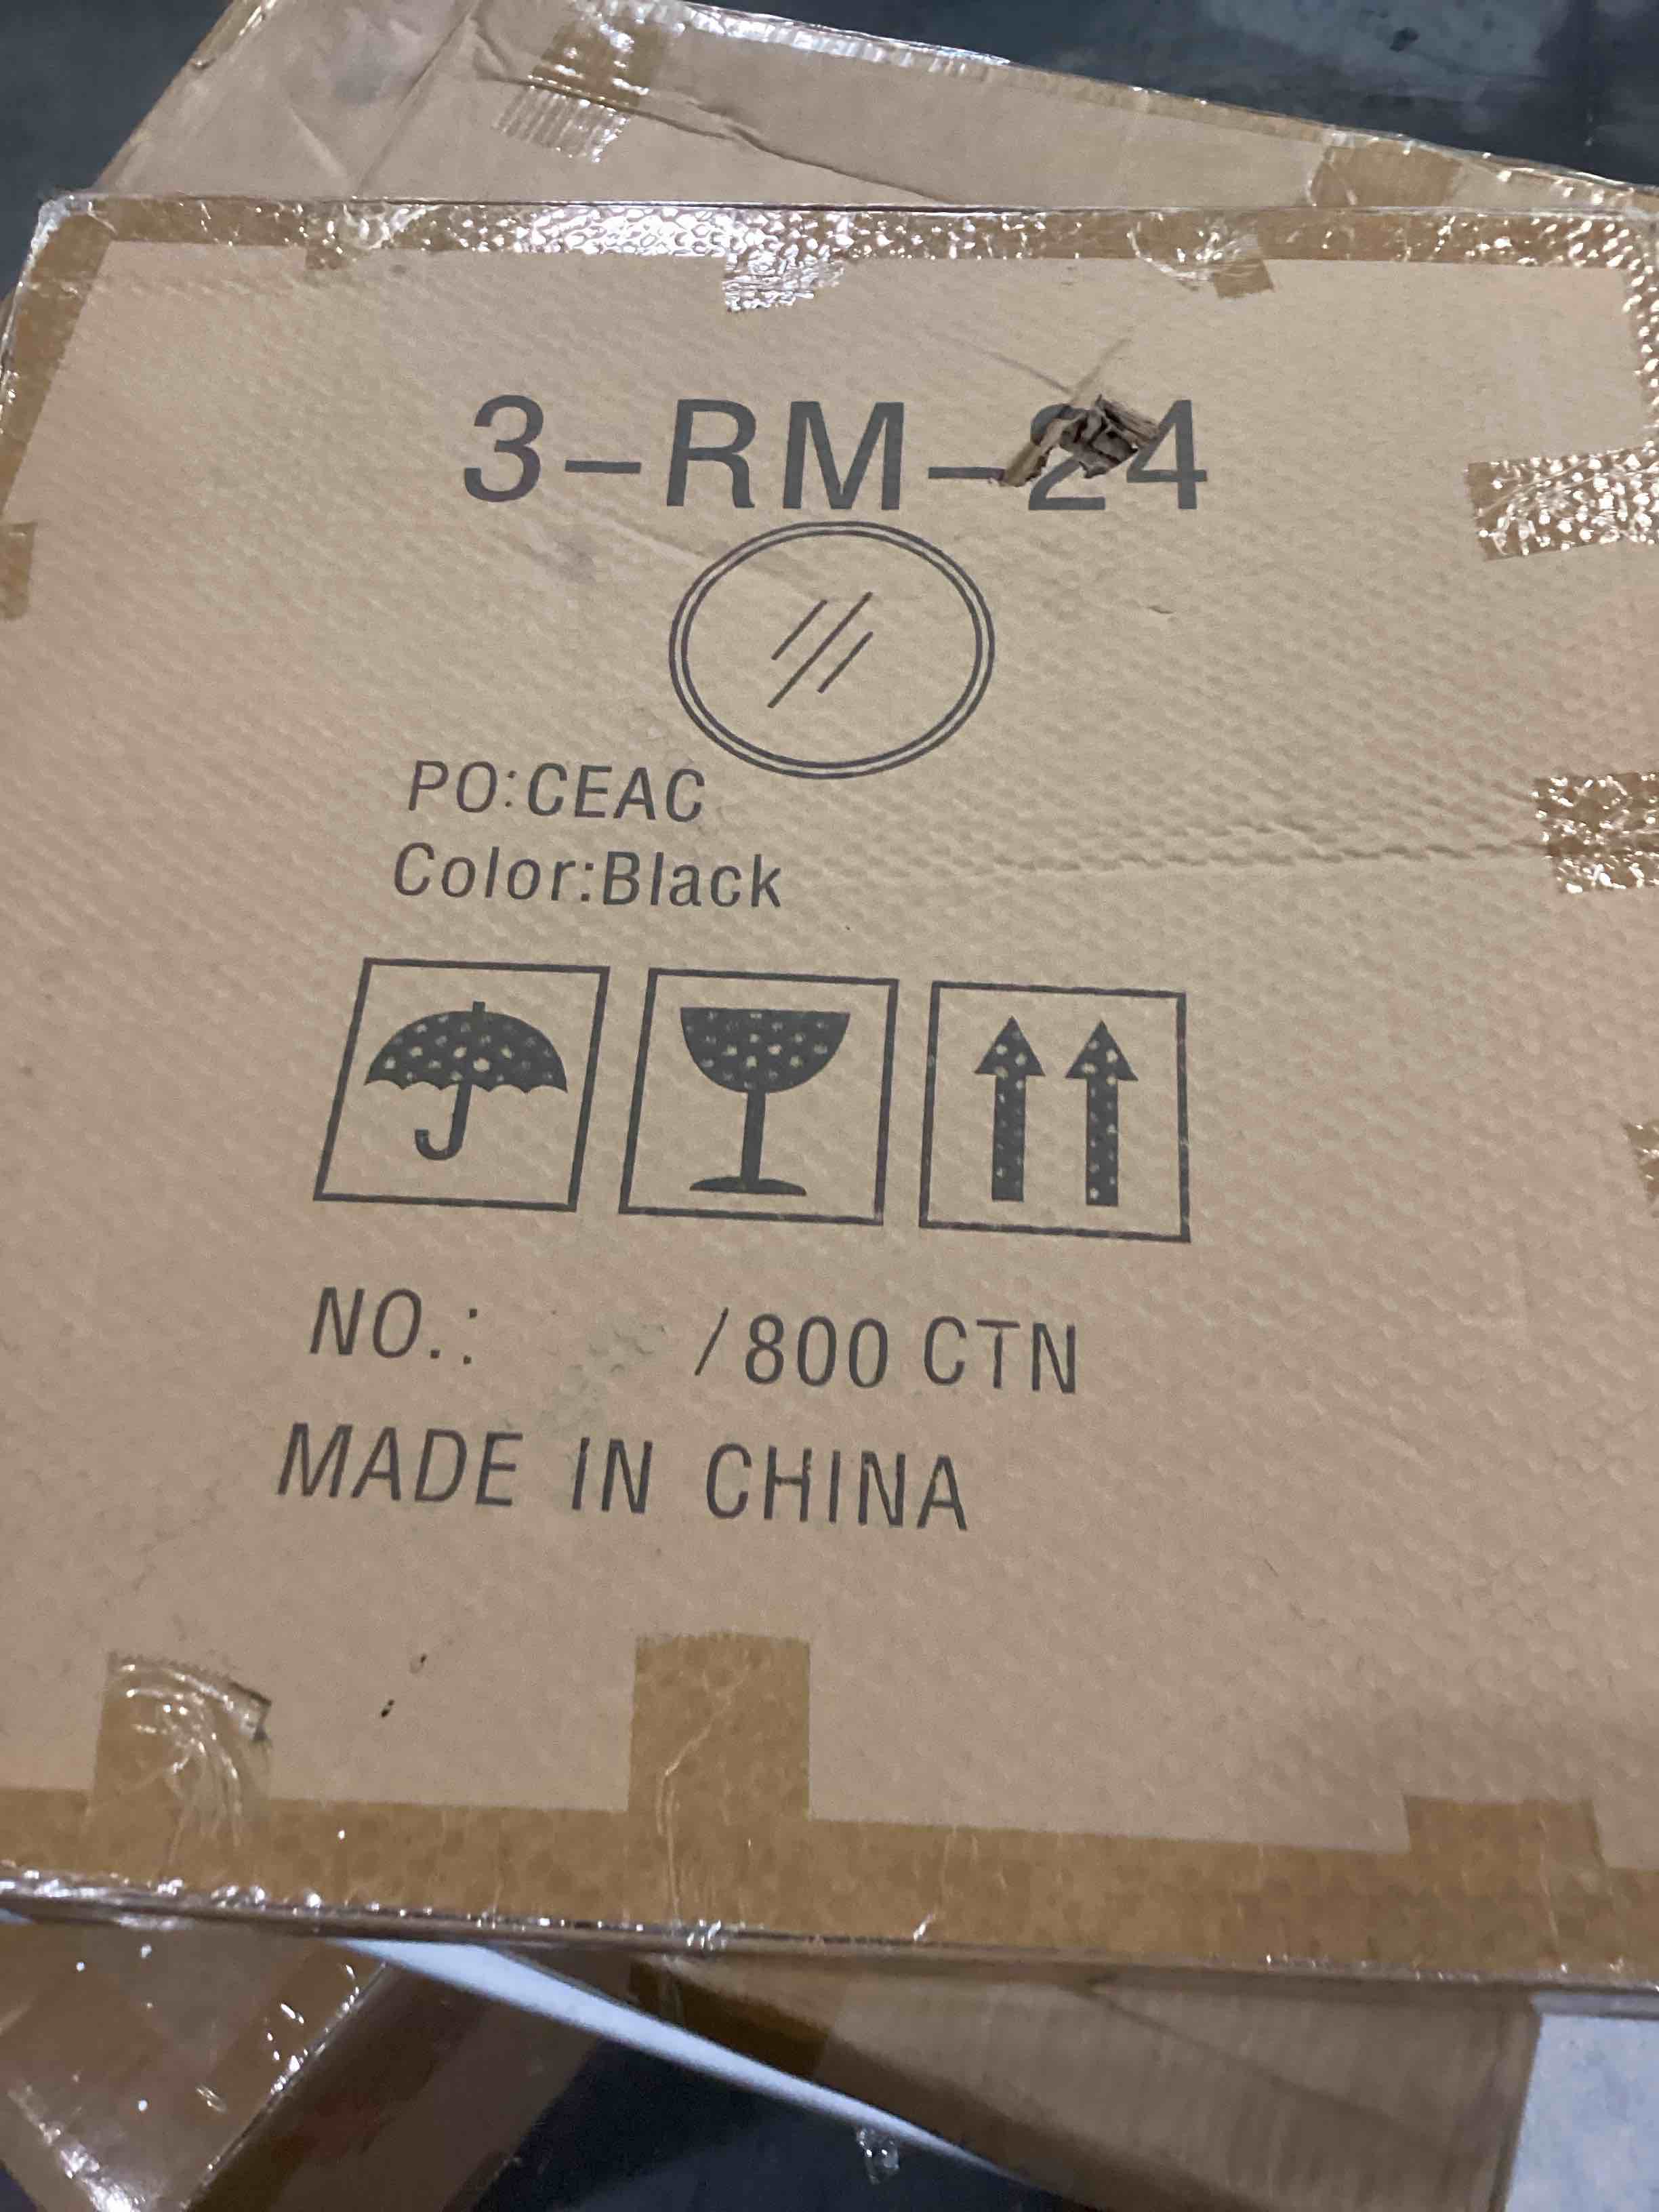 3-RM-24
PO:CEAC
Color:Black
NO.: /800 CTN
MADE IN CHINA